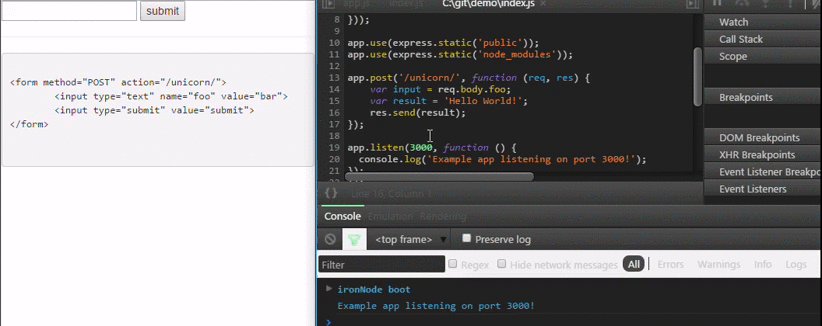 submit
<form method="POST" action="/unicorn/">
<input type="text" name="foo" value="bar">
<input type="submit" value="submit">
</form>
app.js
index.js
C:\git\demo\index.js
8 }));
9
10 app.use(express.static('public'));
11 app.use(express.static('node_modules'));
12
13 app.post('/unicorn/', function (req, res) {
14 var input = req.body.foo;
15 var result = 'Hello World!';
16 res.send(result);
17 });
18
19 app.listen(3000, function () {
20 console.log('Example app listening on port 3000!');
21 });
Line 16, Column 1
Watch
Call Stack
Scope
Breakpoints
DOM Breakpoints
XHR Breakpoints
Event Listener Breakpo
Event Listeners
Console Emulation Rendering
<top frame> ▼ Preserve log
Filter Regex Hide network messages All Errors Warnings Info Logs
ironNode boot
Example app listening on port 3000!